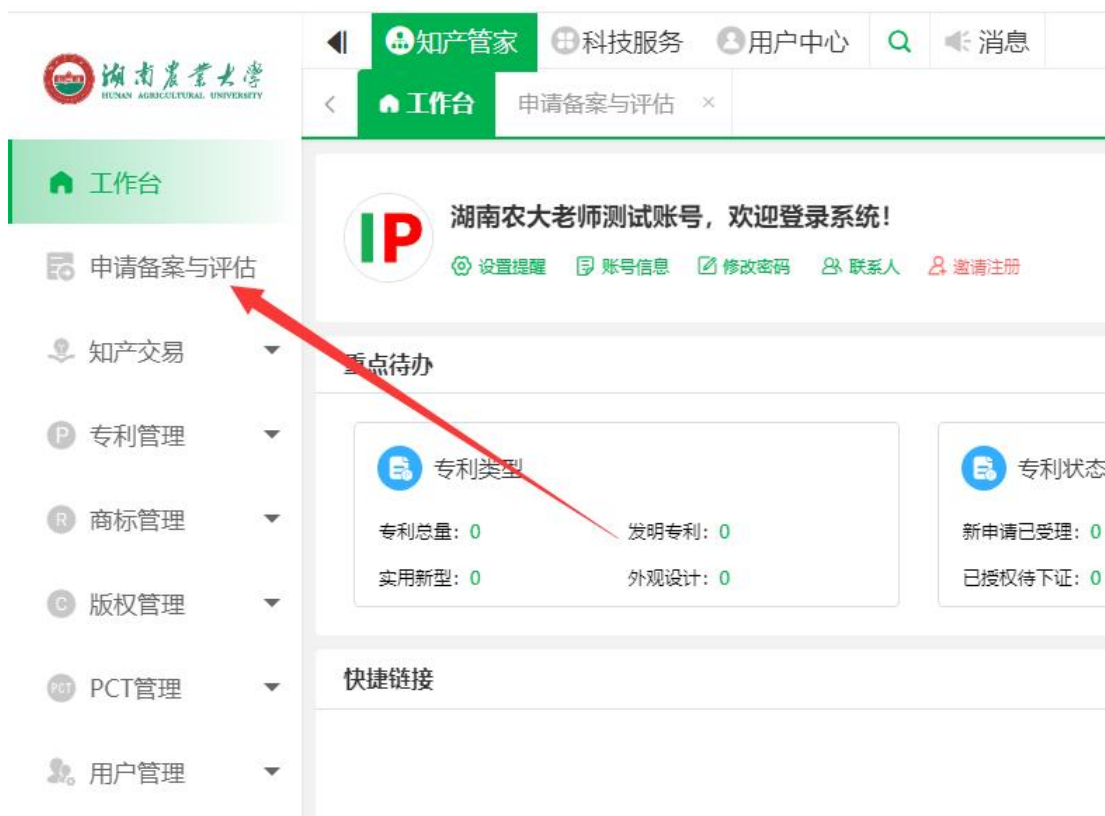 湖南農業大學
HUNAN AGRICULTURAL UNIVERSITY
知产管家 科技服务 用户中心 消息
工作台 申请备案与评估 ×
工作台
申请备案与评估
知产交易
P 专利管理
R 商标管理
C 版权管理
PCT PCT管理
用户管理
IP
湖南农大老师测试账号，欢迎登录系统！
设置提醒 账号信息 修改密码 联系人 邀请注册
重点待办
专利类型
专利总量：0 发明专利：0
实用新型：0 外观设计：0
专利状态
新申请已受理：0
已授权待下证：0
快捷链接